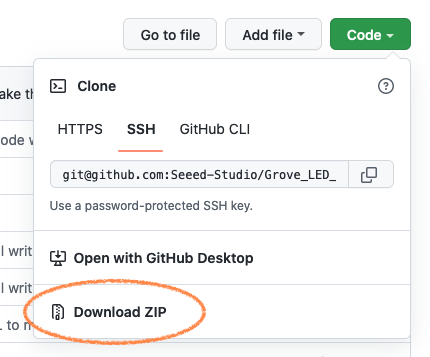 Go to file
Add file
Code
ake th
Clone
ode w
HTTPS
SSH
GitHub CLI
git@github.com:Seeed-Studio/Grove_LED_
Use a password-protected SSH key.
I writ
Open with GitHub Desktop
I writ
Download ZIP
L to n